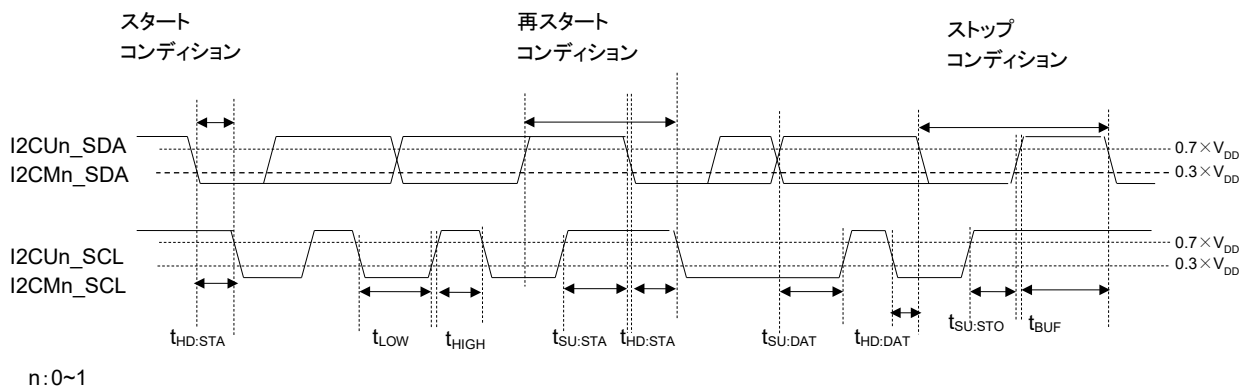 スタート
コンディション
再スタート
コンディション
ストップ
コンディション
I2CUn_SDA
I2CMn_SDA
0.7×VDD
0.3×VDD
I2CUn_SCL
I2CMn_SCL
0.7×VDD
0.3×VDD
tHD:STA
tLOW
tHIGH
tSU:STA
tHD:STA
tSU:DAT
tHD:DAT
tSU:STO
tBUF
n:0~1